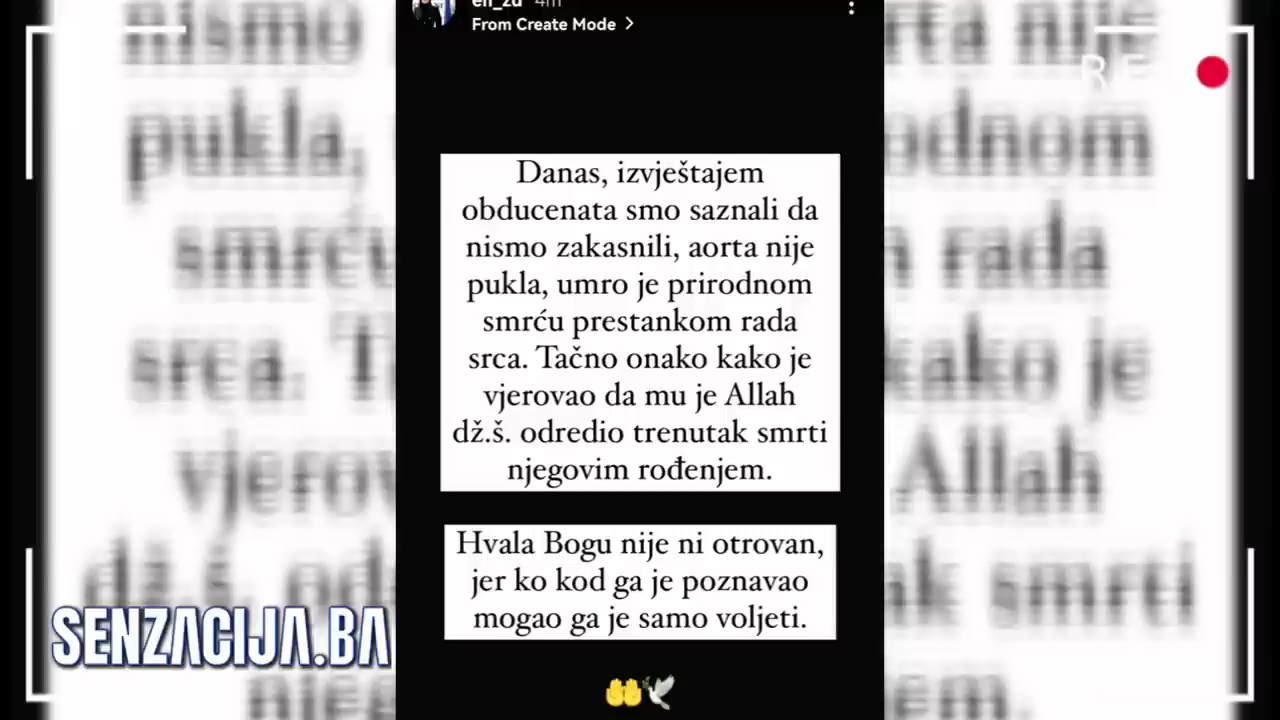 From Create Mode
Danas, izvještajem
obducenata smo saznali da
nismo zakasnili, aorta nije
pukla, umro je prirodnom
smrću prestankom rada
srca. Tačno onako kako je
vjerovao da mu je Allah
dž.š. odredio trenutak smrti
njegovim rođenjem.
Hvala Bogu nije ni otrovan,
jer ko kod ga je poznavao
mogao ga je samo voljeti.
SENZACIJA.BA